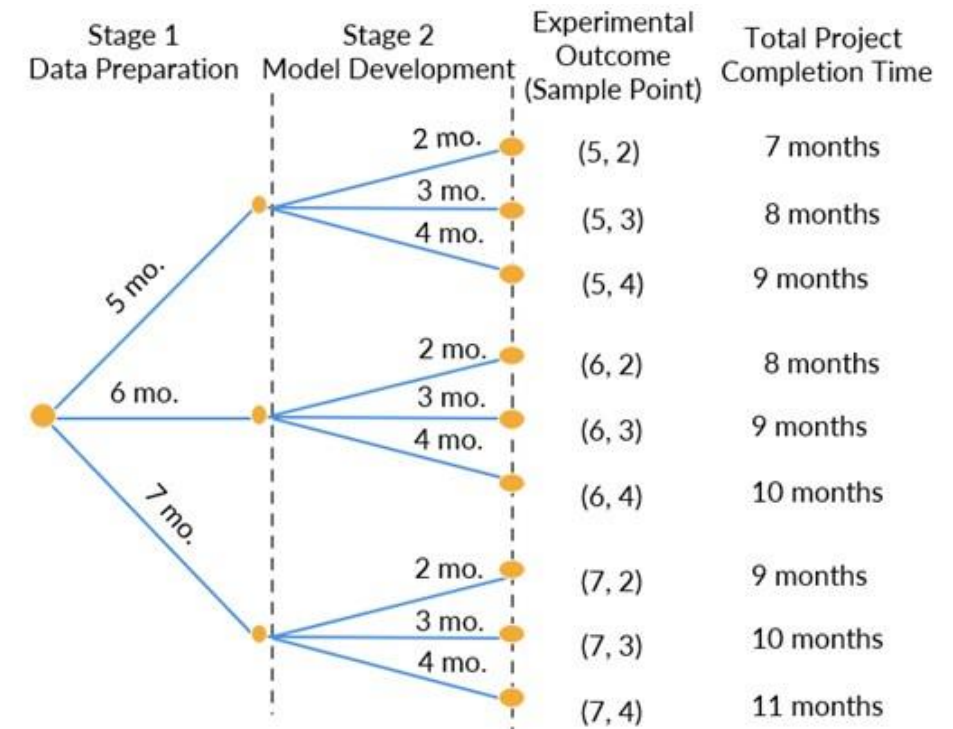 Stage 1
Data Preparation
Stage 2
Model Development
Experimental
Outcome
(Sample Point)
Total Project
Completion Time
5 mo.
6 mo.
7 mo.
2 mo.
(5, 2)
7 months
3 mo.
(5, 3)
8 months
4 mo.
(5, 4)
9 months
2 mo.
(6, 2)
8 months
3 mo.
(6, 3)
9 months
4 mo.
(6, 4)
10 months
2 mo.
(7, 2)
9 months
3 mo.
(7, 3)
10 months
4 mo.
(7, 4)
11 months